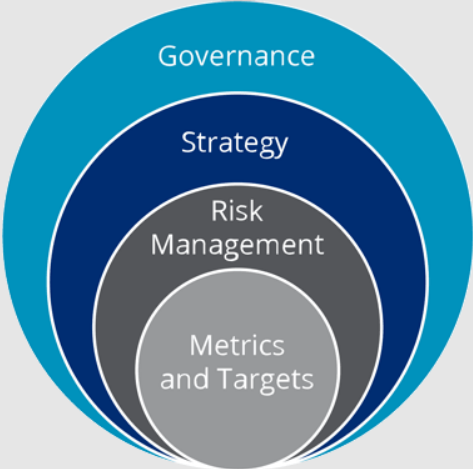 Governance
Strategy
Risk
Management
Metrics
and Targets